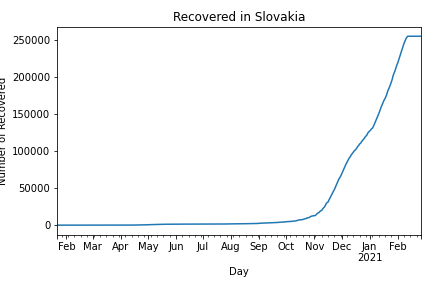 Recovered in Slovakia
Number of Recovered
250000
200000
150000
100000
50000
0
Feb Mar Apr May Jun Jul Aug Sep Oct Nov Dec Jan Feb
2021
Day